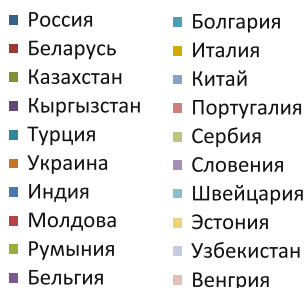 Россия
Беларусь
Казахстан
Кыргызстан
Турция
Украина
Индия
Молдова
Румыния
Бельгия
Болгария
Италия
Китай
Португалия
Сербия
Словения
Швейцария
Эстония
Узбекистан
Венгрия